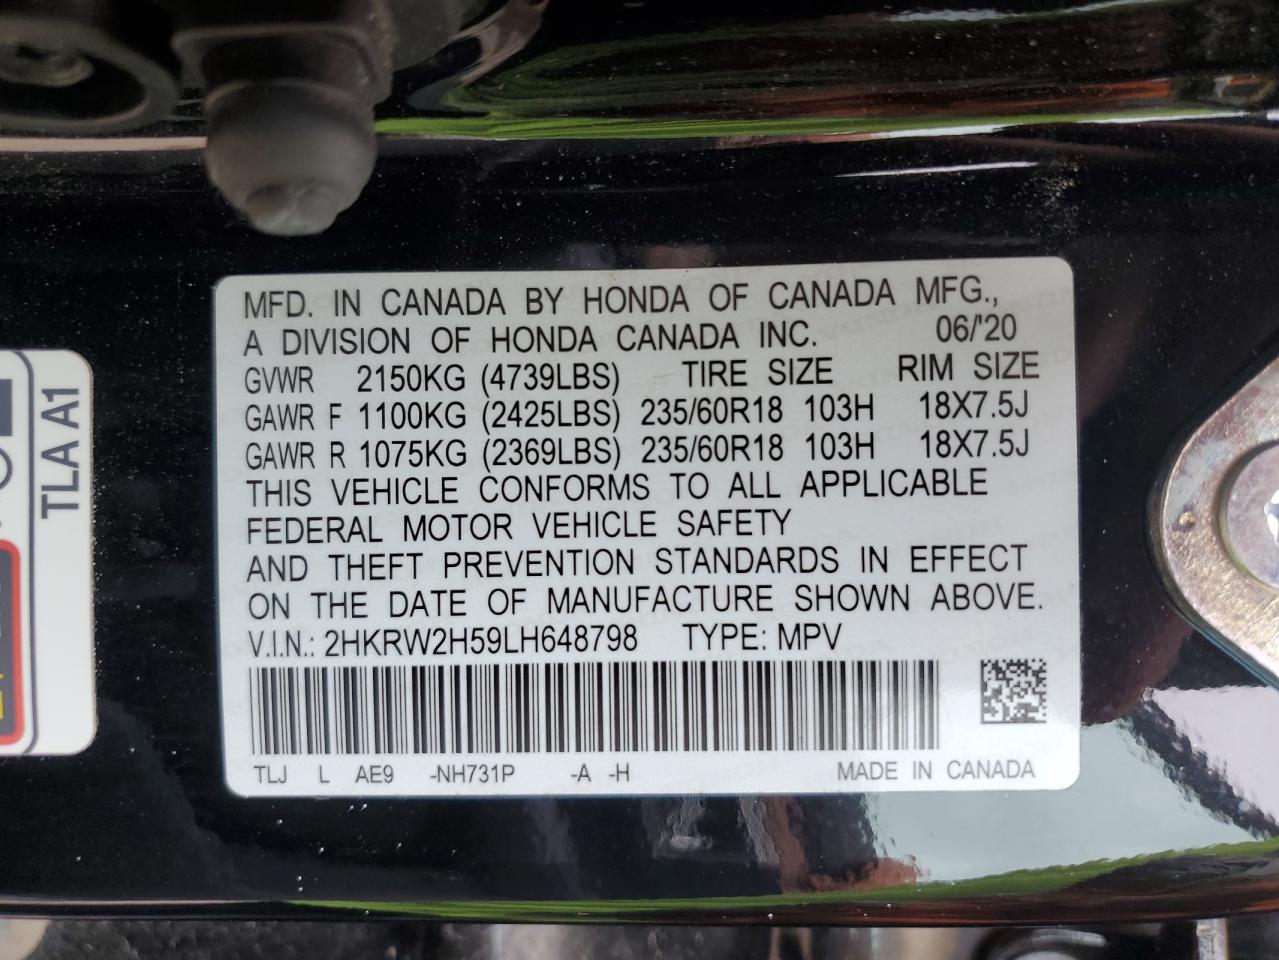 MFD. IN CANADA BY HONDA OF CANADA MFG.,
A DIVISION OF HONDA CANADA INC. 06/'20
GVWR 2150KG (4739LBS) TIRE SIZE RIM SIZE
GAWR F 1100KG (2425LBS) 235/60R18 103H 18X7.5J
GAWR R 1075KG (2369LBS) 235/60R18 103H 18X7.5J
THIS VEHICLE CONFORMS TO ALL APPLICABLE
FEDERAL MOTOR VEHICLE SAFETY
AND THEFT PREVENTION STANDARDS IN EFFECT
ON THE DATE OF MANUFACTURE SHOWN ABOVE.
V.I.N.: 2HKRW2H59LH648798 TYPE: MPV
TLJ L AE9 -NH731P -A -H MADE IN CANADA
TLA A1